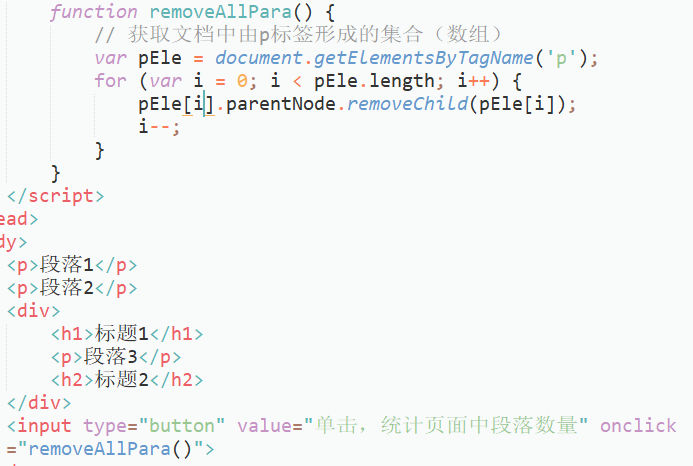 function removeAllPara() {
// 获取文档中由p标签形成的集合（数组）
var pEle = document.getElementsByTagName('p');
for (var i = 0; i < pEle.length; i++) {
pEle[i].parentNode.removeChild(pEle[i]);
i--;
}
}
</script>
ead>
dy>
<p>段落1</p>
<p>段落2</p>
<div>
<h1>标题1</h1>
<p>段落3</p>
<h2>标题2</h2>
</div>
<input type="button" value="单击，统计页面中段落数量" onclick
="removeAllPara()">